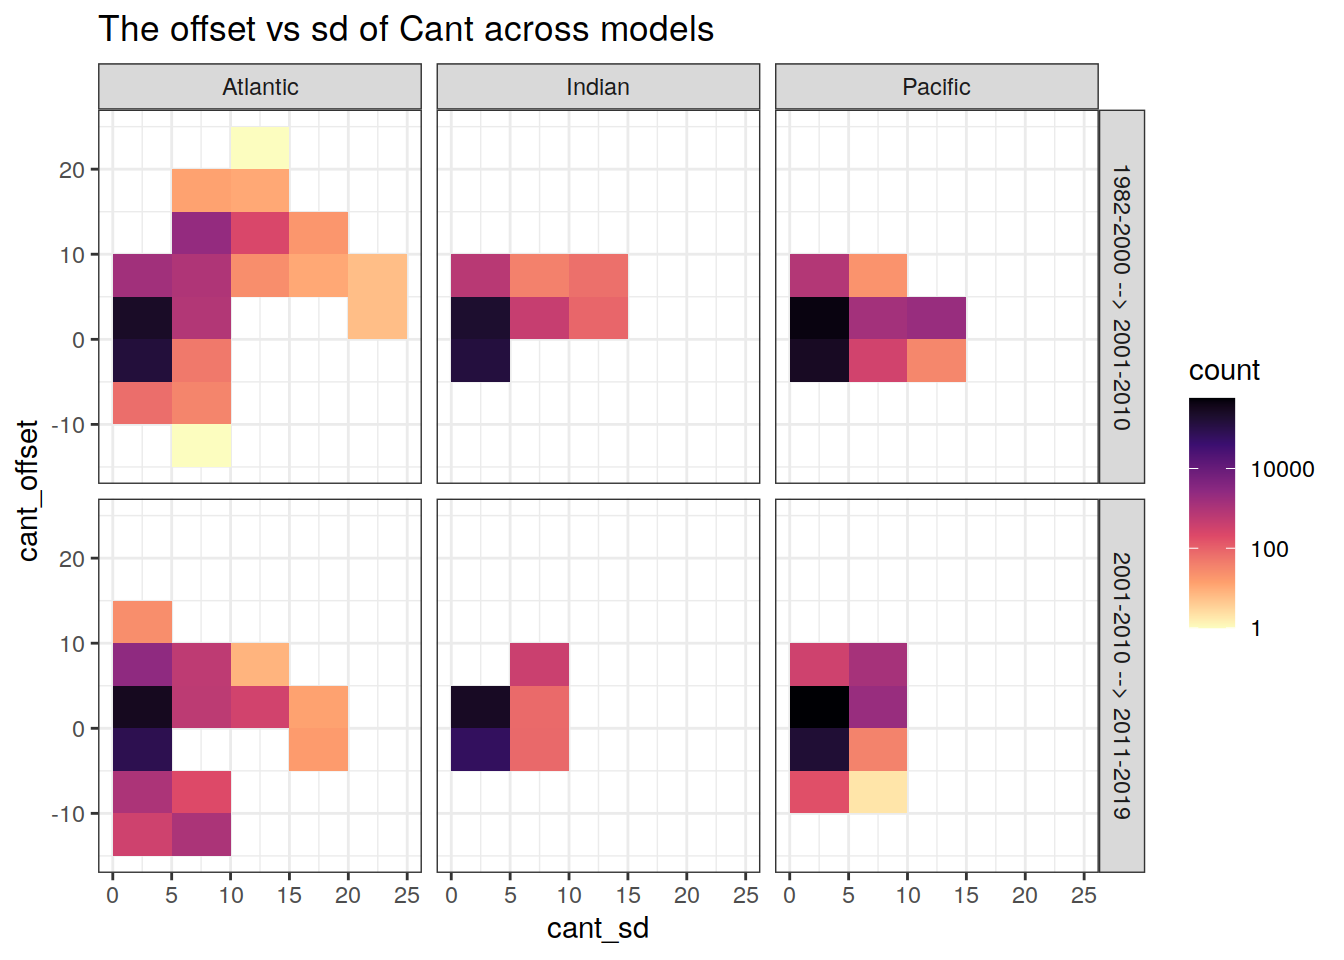 The offset vs sd of Cant across models
Atlantic
Indian
Pacific
1982-2000 --> 2001-2010
2001-2010 --> 2011-2019
cant_offset
20
10
0
-10
20
10
0
-10
0 5 10 15 20 25
0 5 10 15 20 25
0 5 10 15 20 25
cant_sd
count
10000
100
1